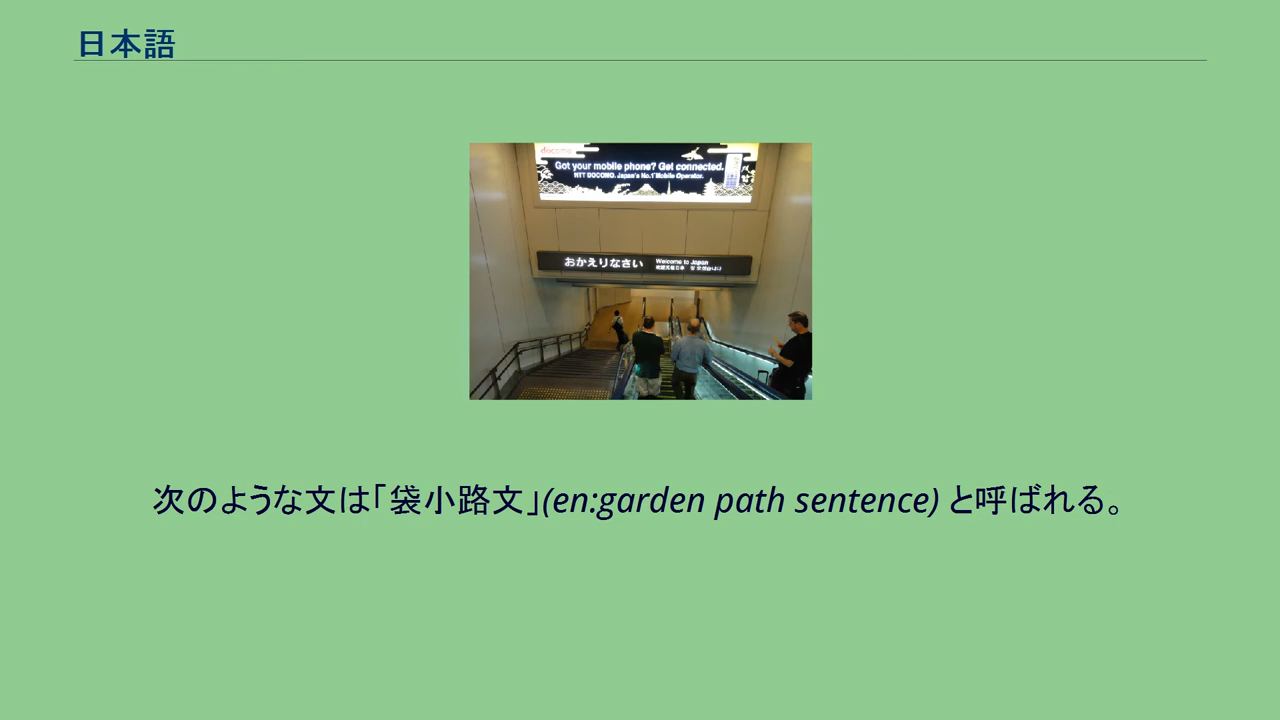 日本語
docomo
Got your mobile phone? Get connected.
NTT DOCOMO. Japan's No.1 Mobile Operator.
おかえりなさい
Welcome to Japan
次のような文は「袋小路文」(en:garden path sentence) と呼ばれる。